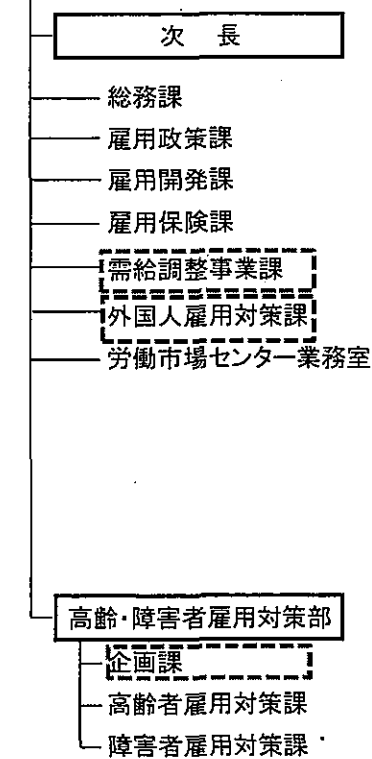 次 長
総務課
雇用政策課
雇用開発課
雇用保険課
需給調整事業課
外国人雇用対策課
労働市場センター業務室
高齢・障害者雇用対策部
企画課
高齢者雇用対策課
障害者雇用対策課